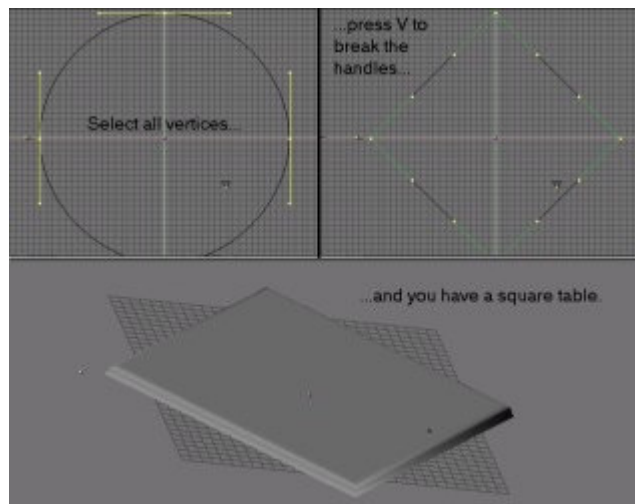 Select all vertices...
...press V to
break the
handles...
...and you have a square table.